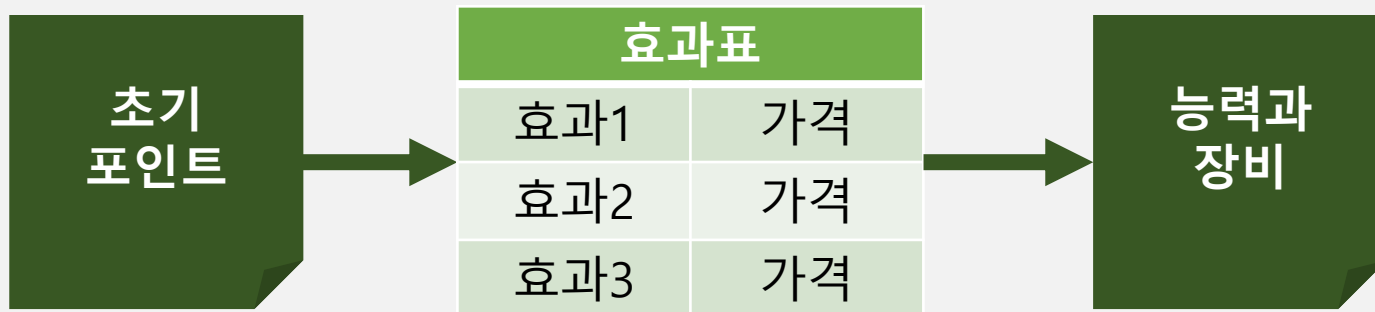 초기
포인트
효과표
효과1 가격
효과2 가격
효과3 가격
능력과
장비